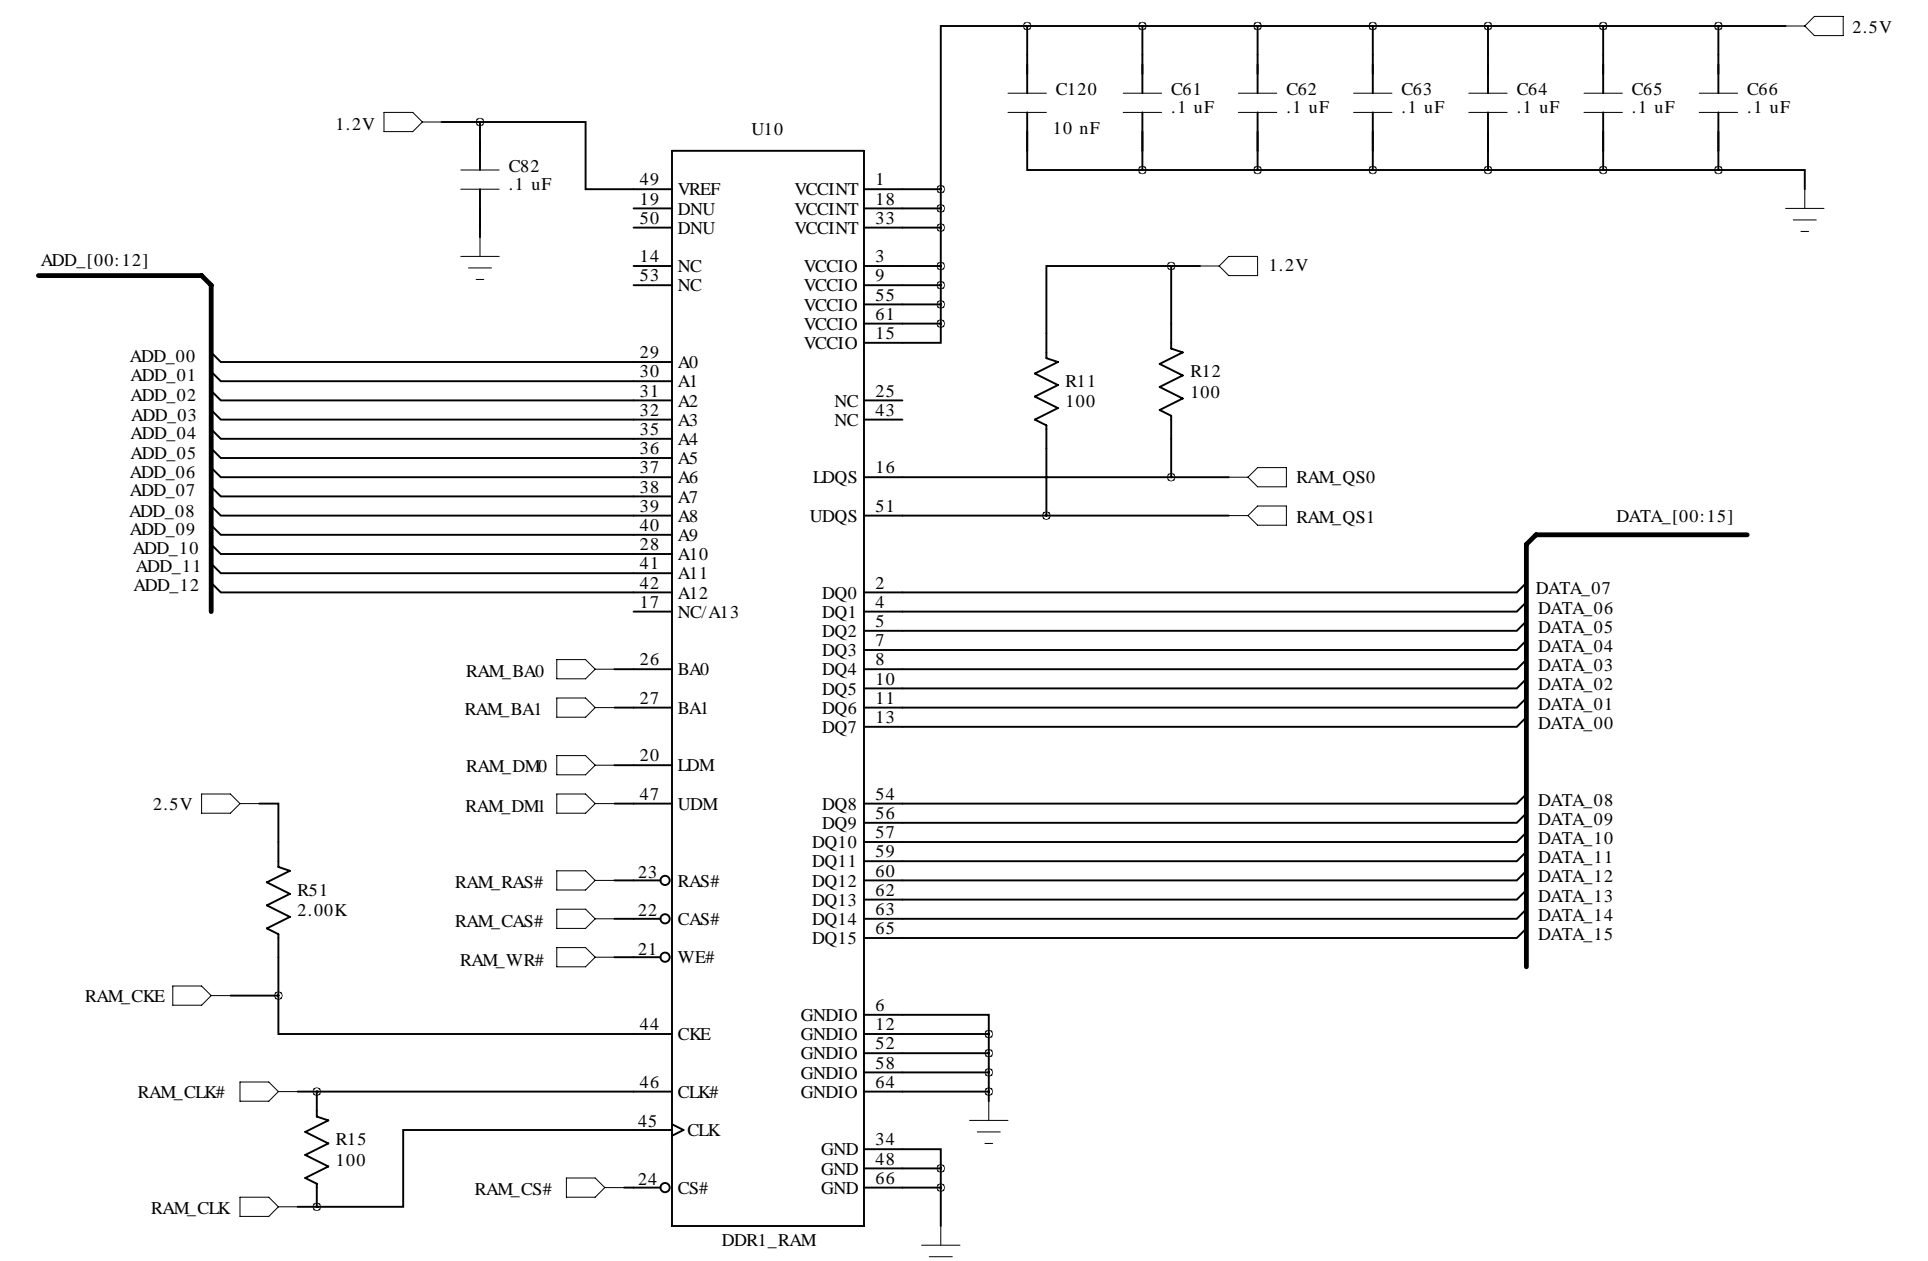 2.5V
C120
10 nF
C61
.1 uF
C62
.1 uF
C63
.1 uF
C64
.1 uF
C65
.1 uF
C66
.1 uF
1.2V
C82
.1 uF
U10
ADD_[00:12]
ADD_00
ADD_01
ADD_02
ADD_03
ADD_04
ADD_05
ADD_06
ADD_07
ADD_08
ADD_09
ADD_10
ADD_11
ADD_12
RAM_BA0
RAM_BA1
RAM_DM0
RAM_DM1
2.5V
R51
2.00K
RAM_RAS#
RAM_CAS#
RAM_WR#
RAM_CKE
RAM_CLK#
R15
100
RAM_CLK
RAM_CS#
49 VREF
19 DNU
50 DNU
14 NC
53 NC
29 A0
30 A1
31 A2
32 A3
35 A4
36 A5
37 A6
38 A7
39 A8
40 A9
28 A10
41 A11
42 A12
17 NC/A13
26 BA0
27 BA1
20 LDM
47 UDM
23 RAS#
22 CAS#
21 WE#
44 CKE
46 CLK#
45 CLK
24 CS#
VCCINT 1
VCCINT 18
VCCINT 33
VCCIO 3
VCCIO 9
VCCIO 55
VCCIO 61
VCCIO 15
NC 25
NC 43
LDQS 16
UDQS 51
DQ0 2
DQ1 4
DQ2 5
DQ3 7
DQ4 8
DQ5 10
DQ6 11
DQ7 13
DQ8 54
DQ9 56
DQ10 57
DQ11 59
DQ12 60
DQ13 62
DQ14 63
DQ15 65
GNDIO 6
GNDIO 12
GNDIO 52
GNDIO 58
GNDIO 64
GND 34
GND 48
GND 66
DDR1_RAM
1.2V
R11
100
R12
100
RAM_QS0
RAM_QS1
DATA_[00:15]
DATA_07
DATA_06
DATA_05
DATA_04
DATA_03
DATA_02
DATA_01
DATA_00
DATA_08
DATA_09
DATA_10
DATA_11
DATA_12
DATA_13
DATA_14
DATA_15